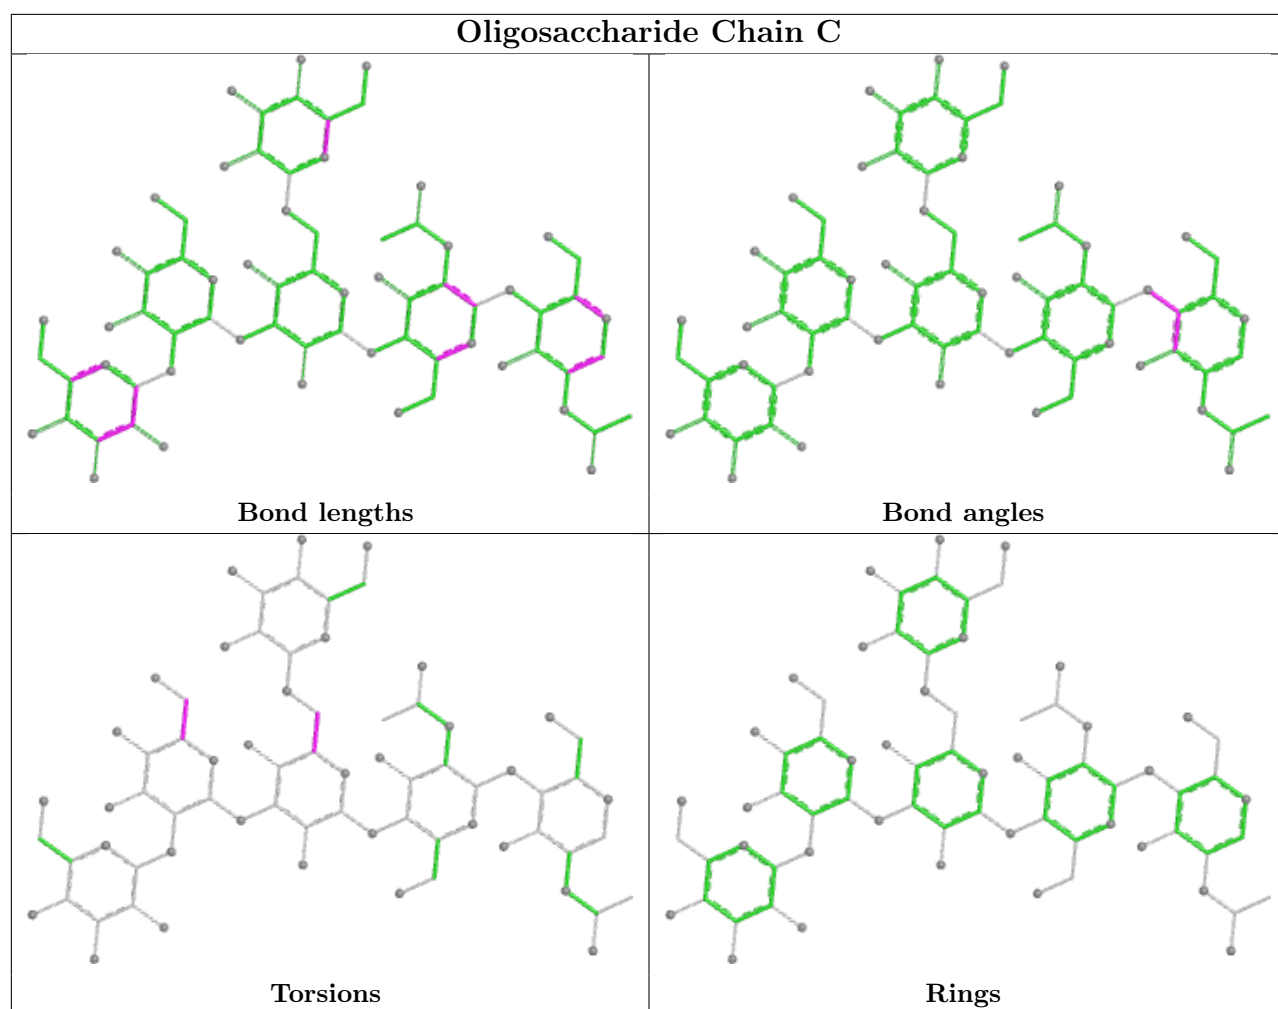 Oligosaccharide Chain C
Bond lengths
Bond angles
Torsions
Rings